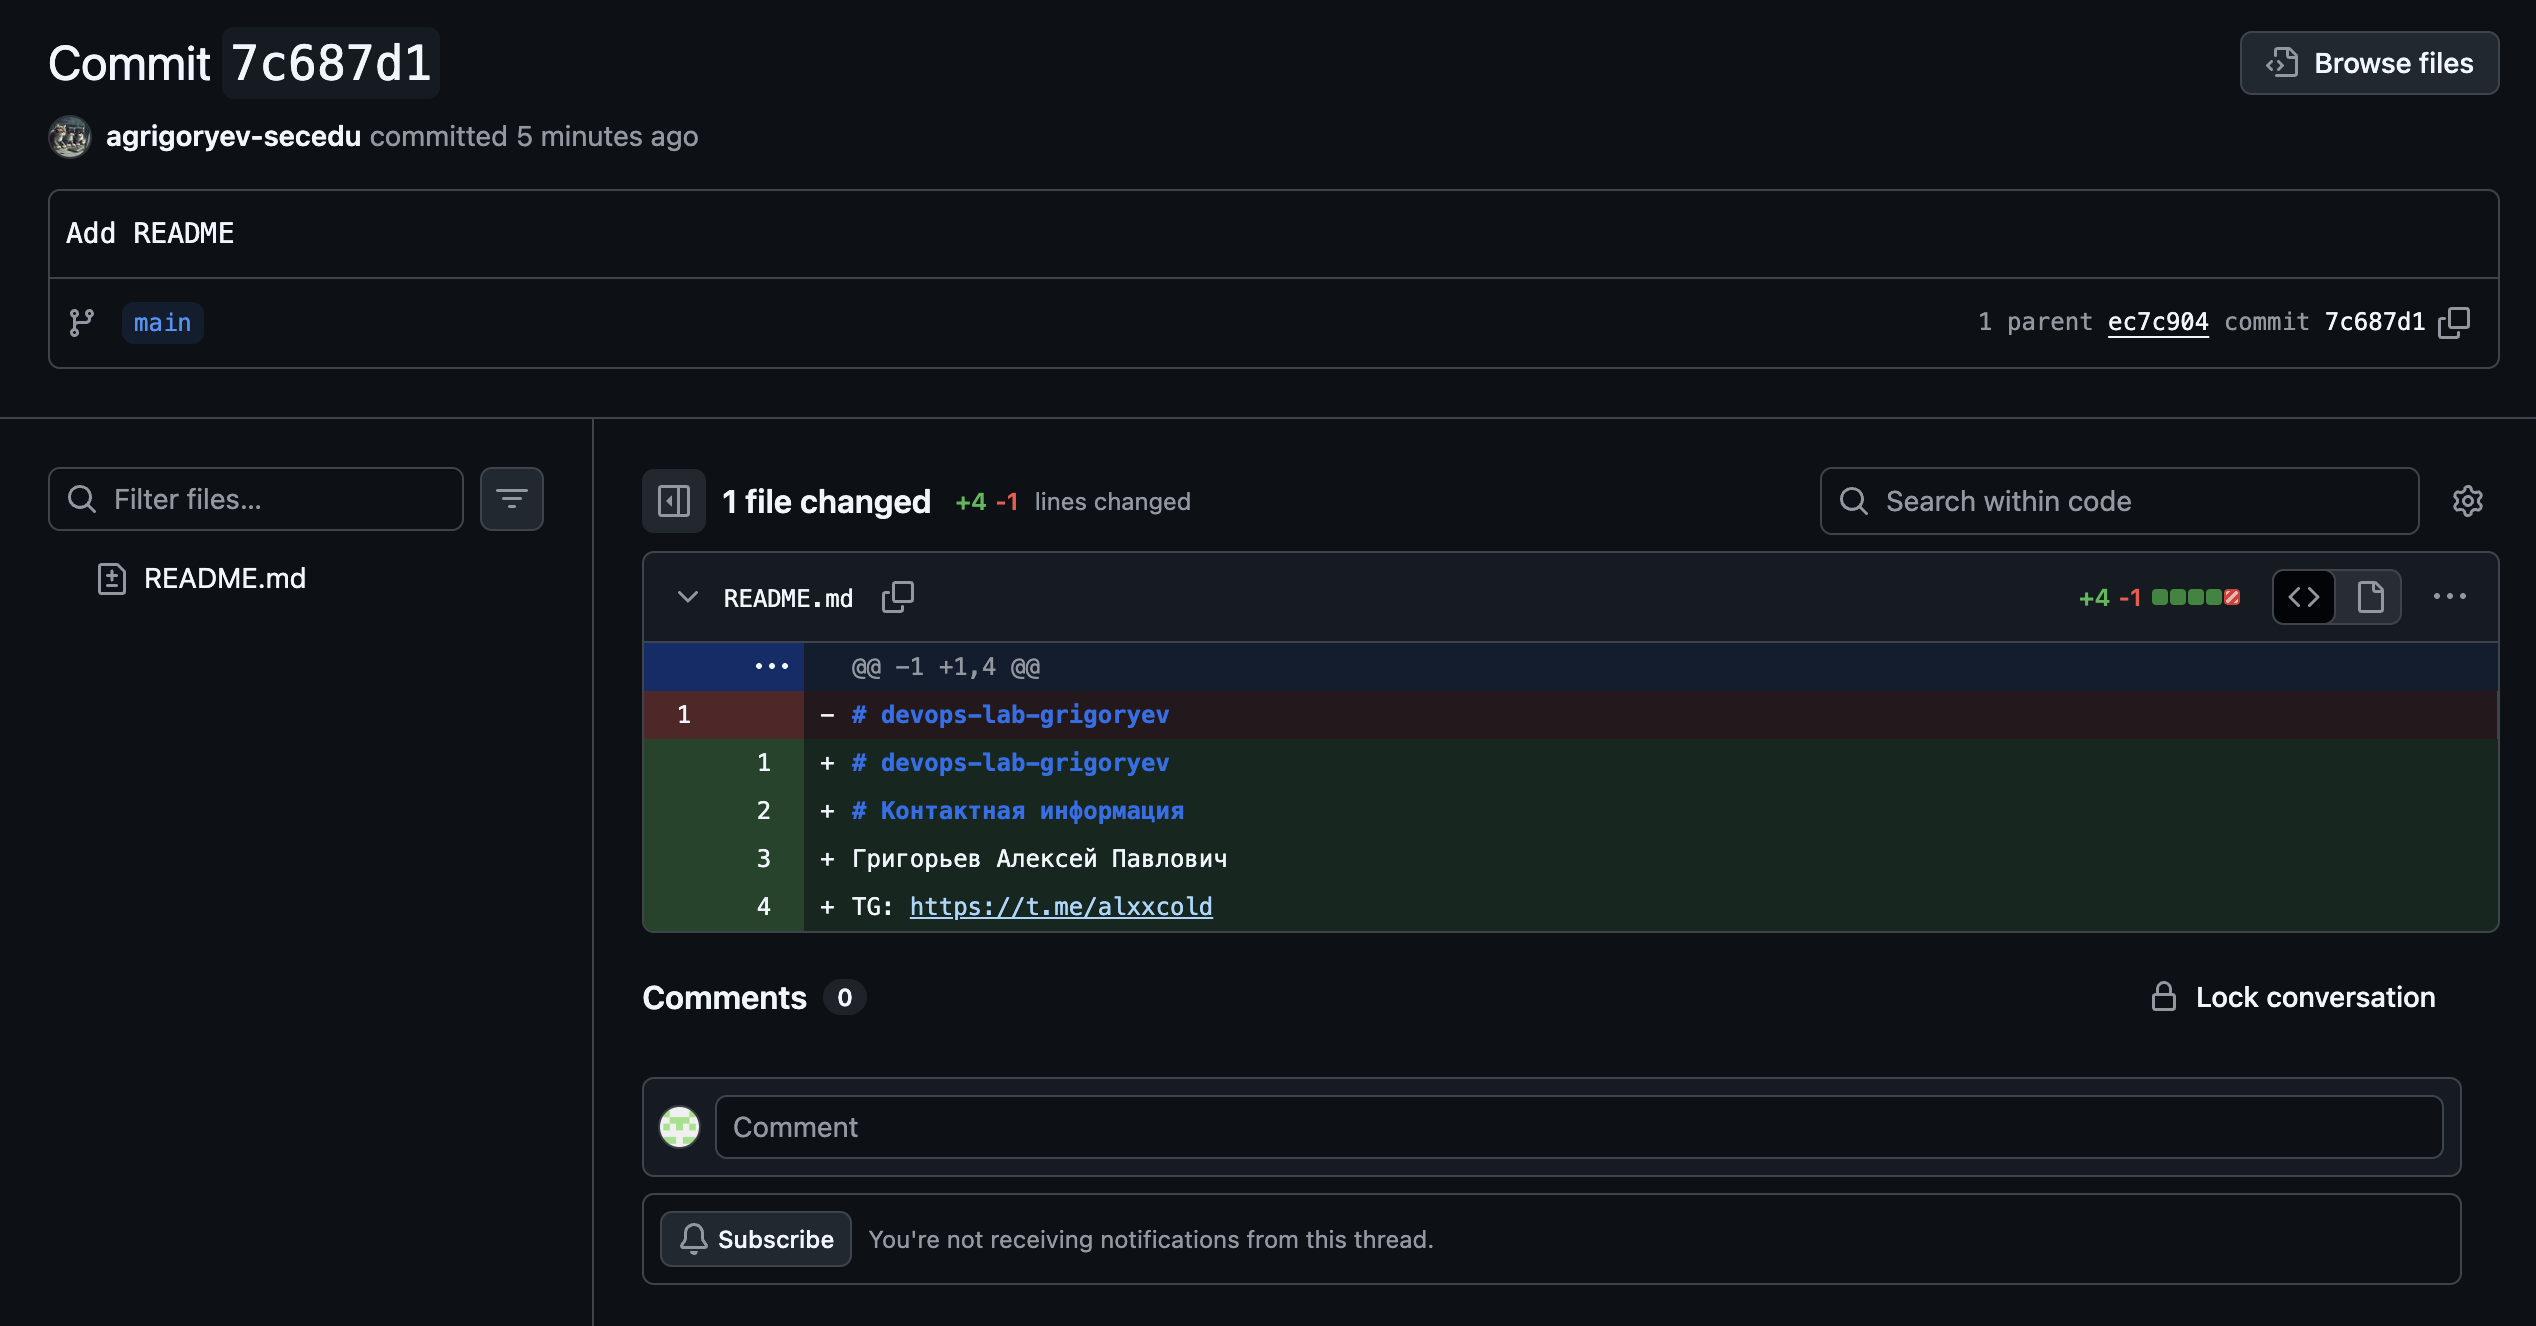 Commit 7c687d1
Browse files
agrigoryev-secedu committed 5 minutes ago
Add README
main
1 parent ec7c904 commit 7c687d1
Filter files...
1 file changed +4 -1 lines changed
Search within code
README.md
README.md
+4 -1
@@ -1 +1,4 @@
1 - # devops-lab-grigoryev
1 + # devops-lab-grigoryev
2 + # Контактная информация
3 + Григорьев Алексей Павлович
4 + TG: https://t.me/alxxcold
Comments 0
Lock conversation
Comment
Subscribe
You're not receiving notifications from this thread.